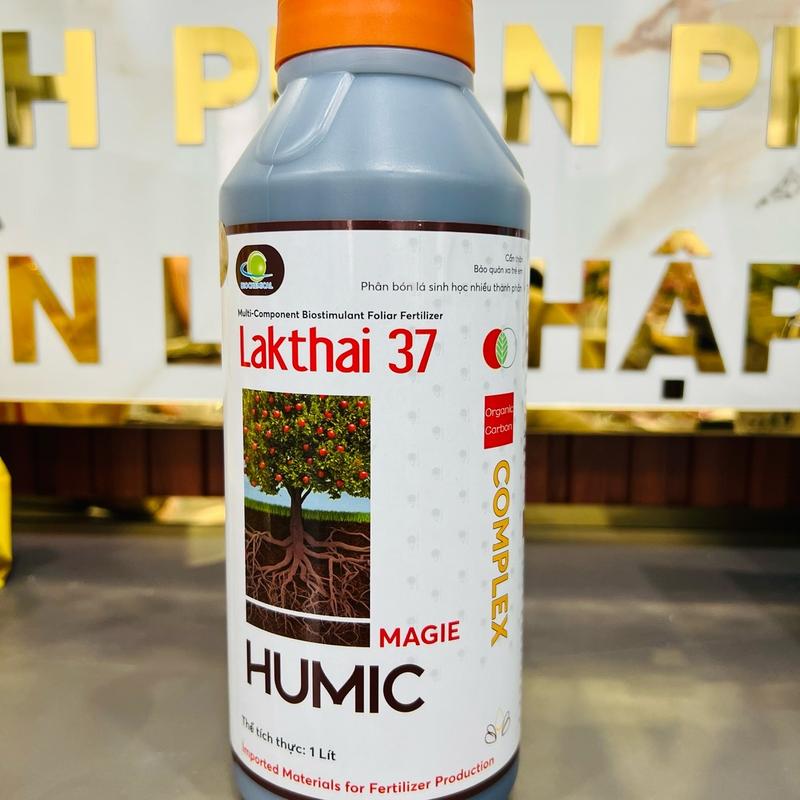 H PH N PH
N L HẬP
BIOCHEMICAL
Cẩn thận
Bảo quản xa trẻ em
Phân bón lá sinh học nhiều thành phần
Multi-Component Biostimulant Foliar Fertilizer
Lakthai 37
Organic
Carbon
COMPLEX
MAGIE
HUMIC
Thể tích thực: 1 Lít
Imported Materials for Fertilizer Production